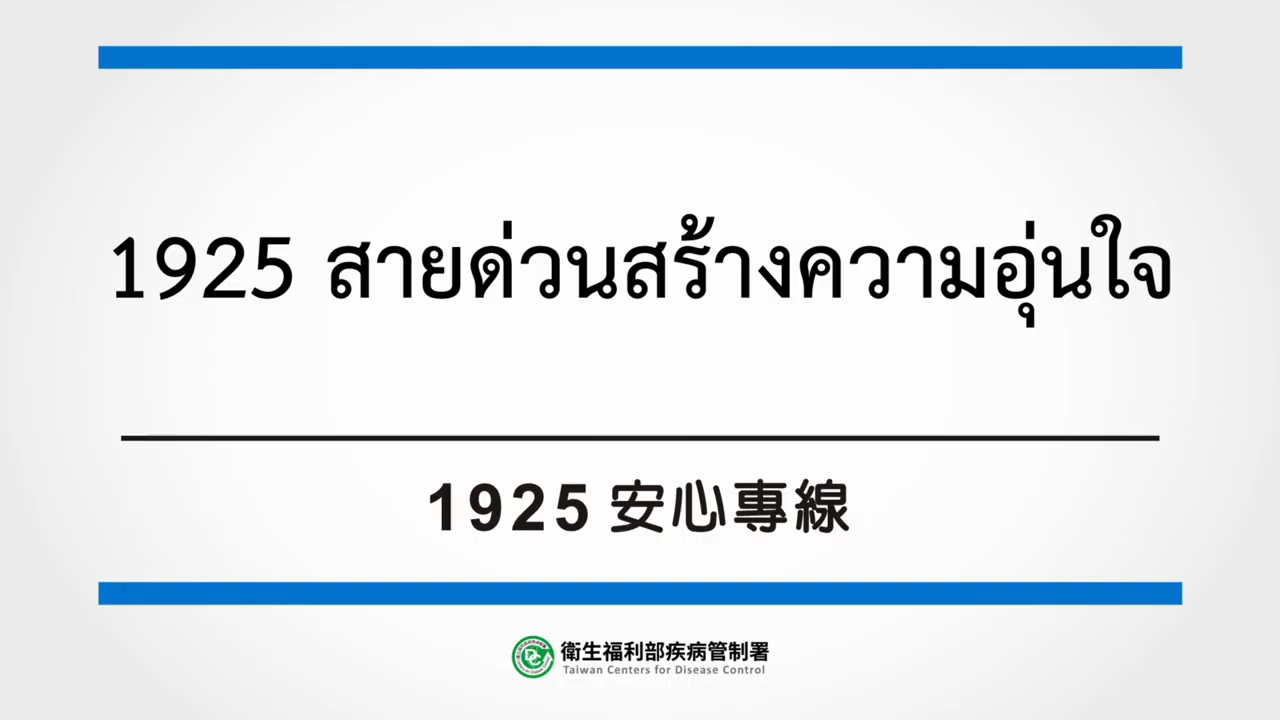 1925 สายด่วนสร้างความอุ่นใจ
1925 安心專線
衛生福利部疾病管制署
Taiwan Centers for Disease Control